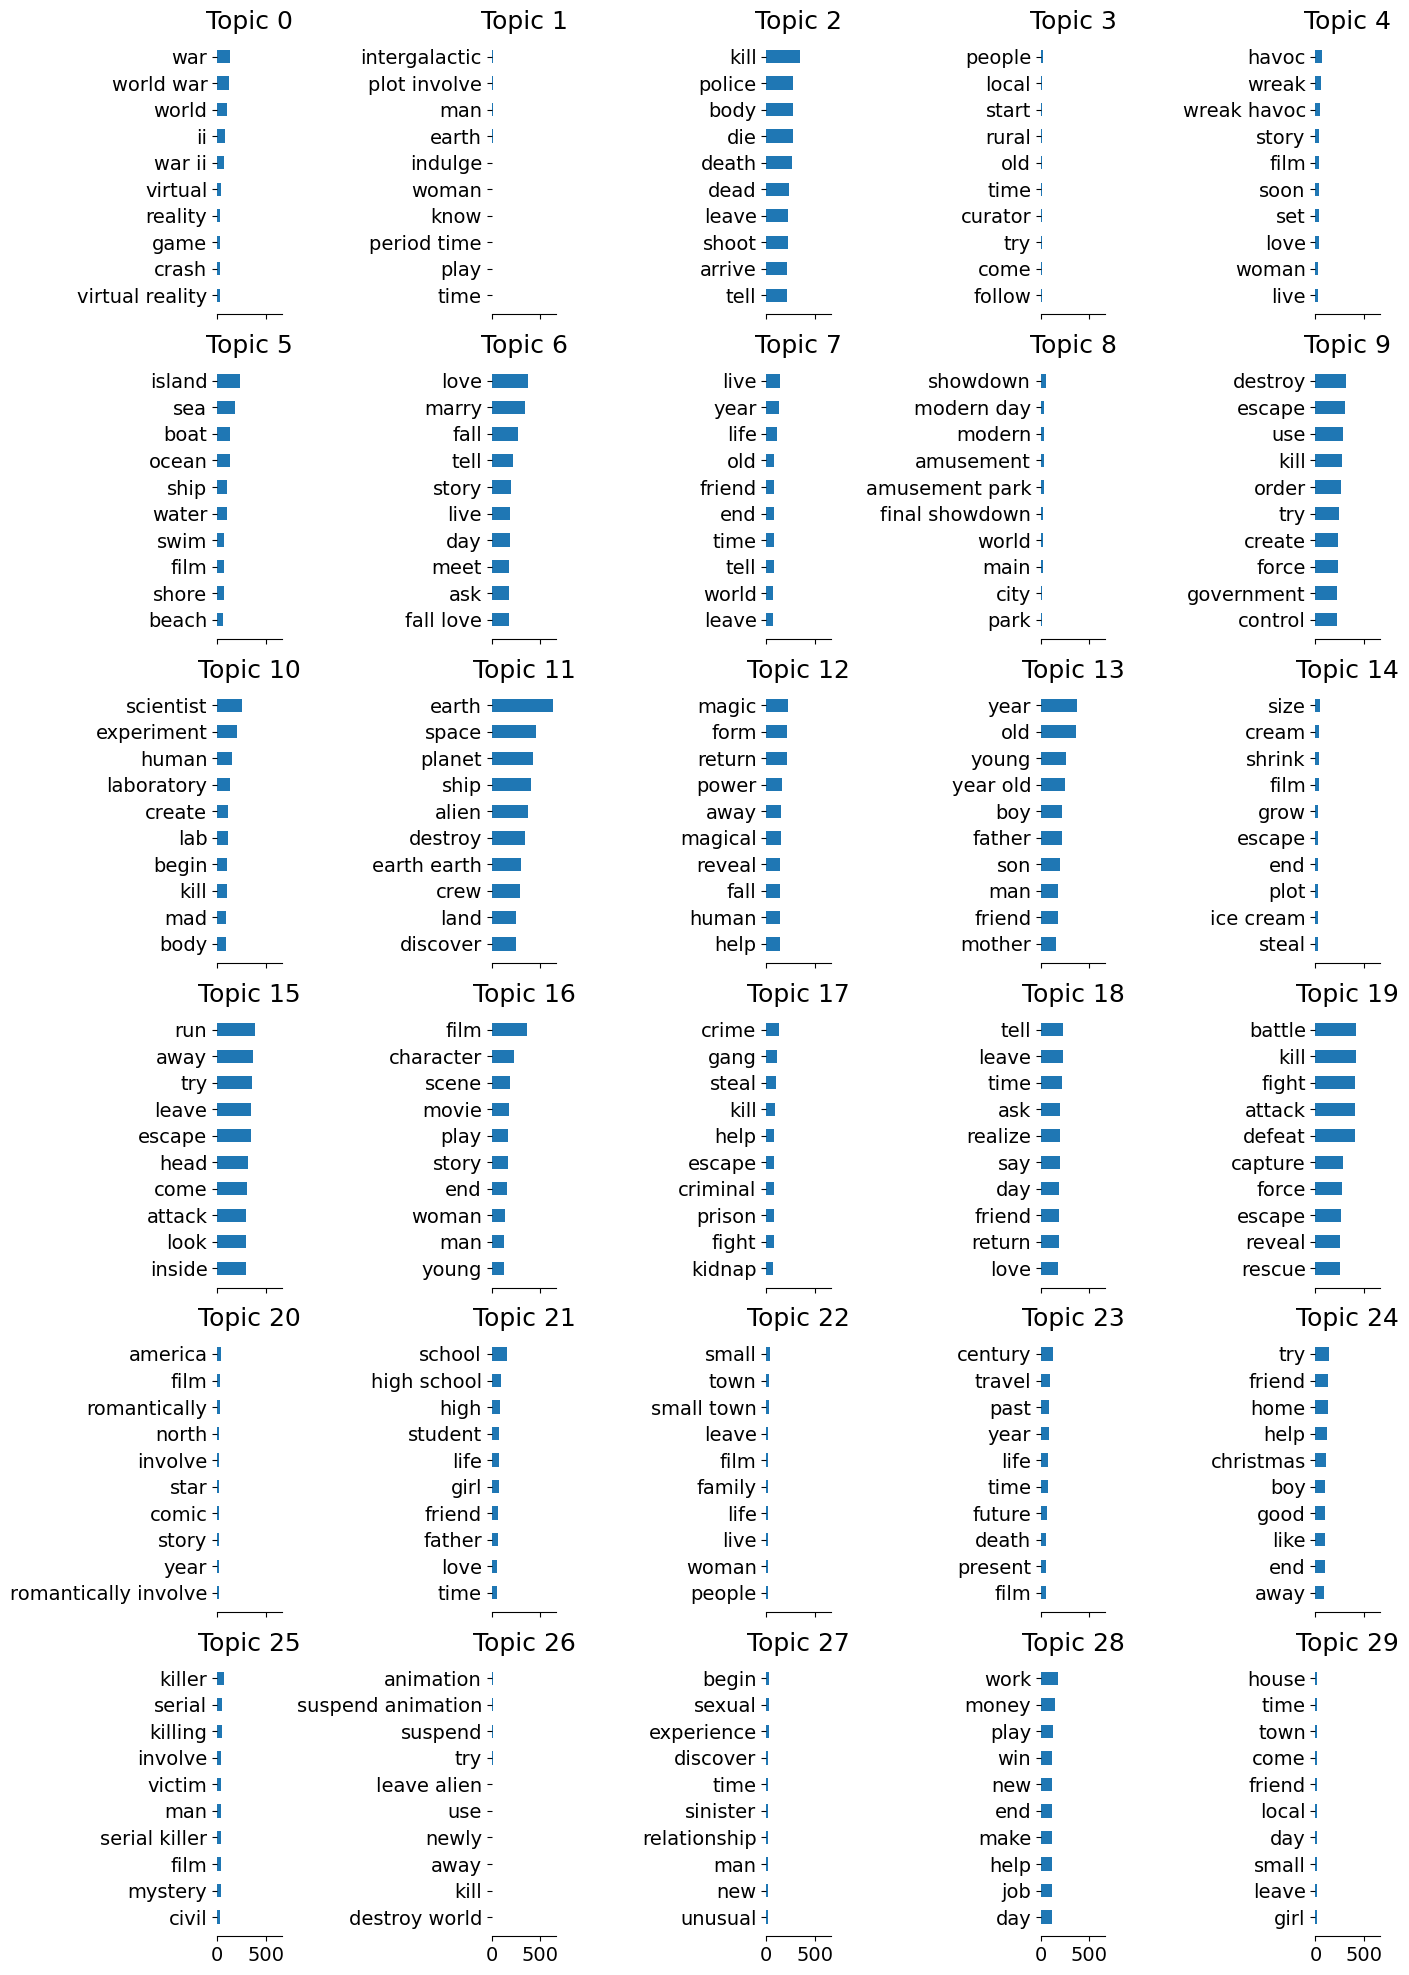 Topic 0
war
world war
world
ii
war ii
virtual
reality
game
crash
virtual reality
Topic 1
intergalactic
plot involve
man
earth
indulge
woman
know
period time
play
time
Topic 2
kill
police
body
die
death
dead
leave
shoot
arrive
tell
Topic 3
people
local
start
rural
old
time
curator
try
come
follow
Topic 4
havoc
wreak
wreak havoc
story
film
soon
set
love
woman
live
Topic 5
island
sea
boat
ocean
ship
water
swim
film
shore
beach
Topic 6
love
marry
fall
tell
story
live
day
meet
ask
fall love
Topic 7
live
year
life
old
friend
end
time
tell
world
leave
Topic 8
showdown
modern day
modern
amusement
amusement park
final showdown
world
main
city
park
Topic 9
destroy
escape
use
kill
order
try
create
force
government
control
Topic 10
scientist
experiment
human
laboratory
create
lab
begin
kill
mad
body
Topic 11
earth
space
planet
ship
alien
destroy
earth earth
crew
land
discover
Topic 12
magic
form
return
power
away
magical
reveal
fall
human
help
Topic 13
year
old
young
year old
boy
father
son
man
friend
mother
Topic 14
size
cream
shrink
film
grow
escape
end
plot
ice cream
steal
Topic 15
run
away
try
leave
escape
head
come
attack
look
inside
Topic 16
film
character
scene
movie
play
story
end
woman
man
young
Topic 17
crime
gang
steal
kill
help
escape
criminal
prison
fight
kidnap
Topic 18
tell
leave
time
ask
realize
say
day
friend
return
love
Topic 19
battle
kill
fight
attack
defeat
capture
force
escape
reveal
rescue
Topic 20
america
film
romantically
north
involve
star
comic
story
year
romantically involve
Topic 21
school
high school
high
student
life
girl
friend
father
love
time
Topic 22
small
town
small town
leave
film
family
life
live
woman
people
Topic 23
century
travel
past
year
life
time
future
death
present
film
Topic 24
try
friend
home
help
christmas
boy
good
like
end
away
Topic 25
killer
serial
killing
involve
victim
man
serial killer
film
mystery
civil
0 500
Topic 26
animation
suspend animation
suspend
try
leave alien
use
newly
away
kill
destroy world
0 500
Topic 27
begin
sexual
experience
discover
time
sinister
relationship
man
new
unusual
0 500
Topic 28
work
money
play
win
new
end
make
help
job
day
0 500
Topic 29
house
time
town
come
friend
local
day
small
leave
girl
0 500